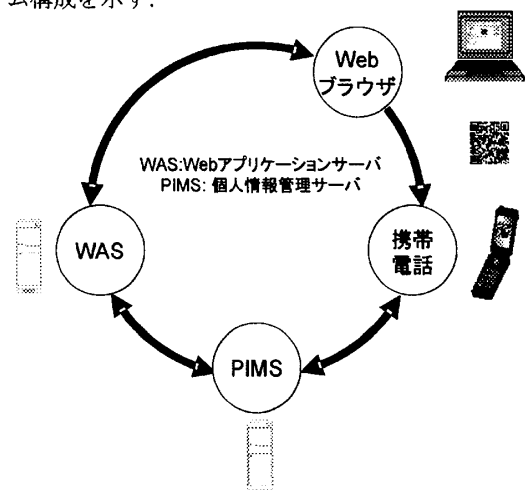 ム構成を示す.
Web
ブラウザ
WAS:Webアプリケーションサーバ
PIMS: 個人情報管理サーバ
WAS
携帯
電話
PIMS